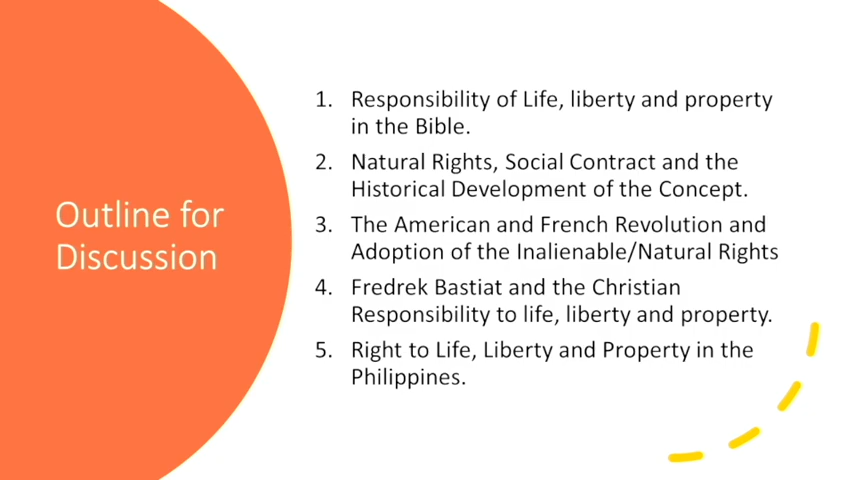 Outline for
Discussion
1. Responsibility of Life, liberty and property
in the Bible.
2. Natural Rights, Social Contract and the
Historical Development of the Concept.
3. The American and French Revolution and
Adoption of the Inalienable/Natural Rights
4. Fredrek Bastiat and the Christian
Responsibility to life, liberty and property.
5. Right to Life, Liberty and Property in the
Philippines.